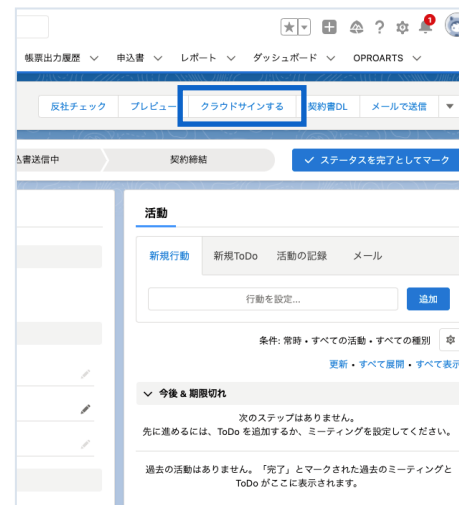 帳票出力履歴 申込書 レポート ダッシュボード OPROARTS
反社チェック プレビュー クラウドサインする 契約書DL メールで送信
込書送信中 契約締結 ステータスを完了としてマーク
活動
新規行動 新規ToDo 活動の記録 メール
行動を設定... 追加
条件: 常時 • すべての活動 • すべての種別
更新 • すべて展開 • すべて表示
今後 & 期限切れ
次のステップはありません。
先に進めるには、ToDo を追加するか、ミーティングを設定してください。
過去の活動はありません。「完了」とマークされた過去のミーティングと
ToDo がここに表示されます。